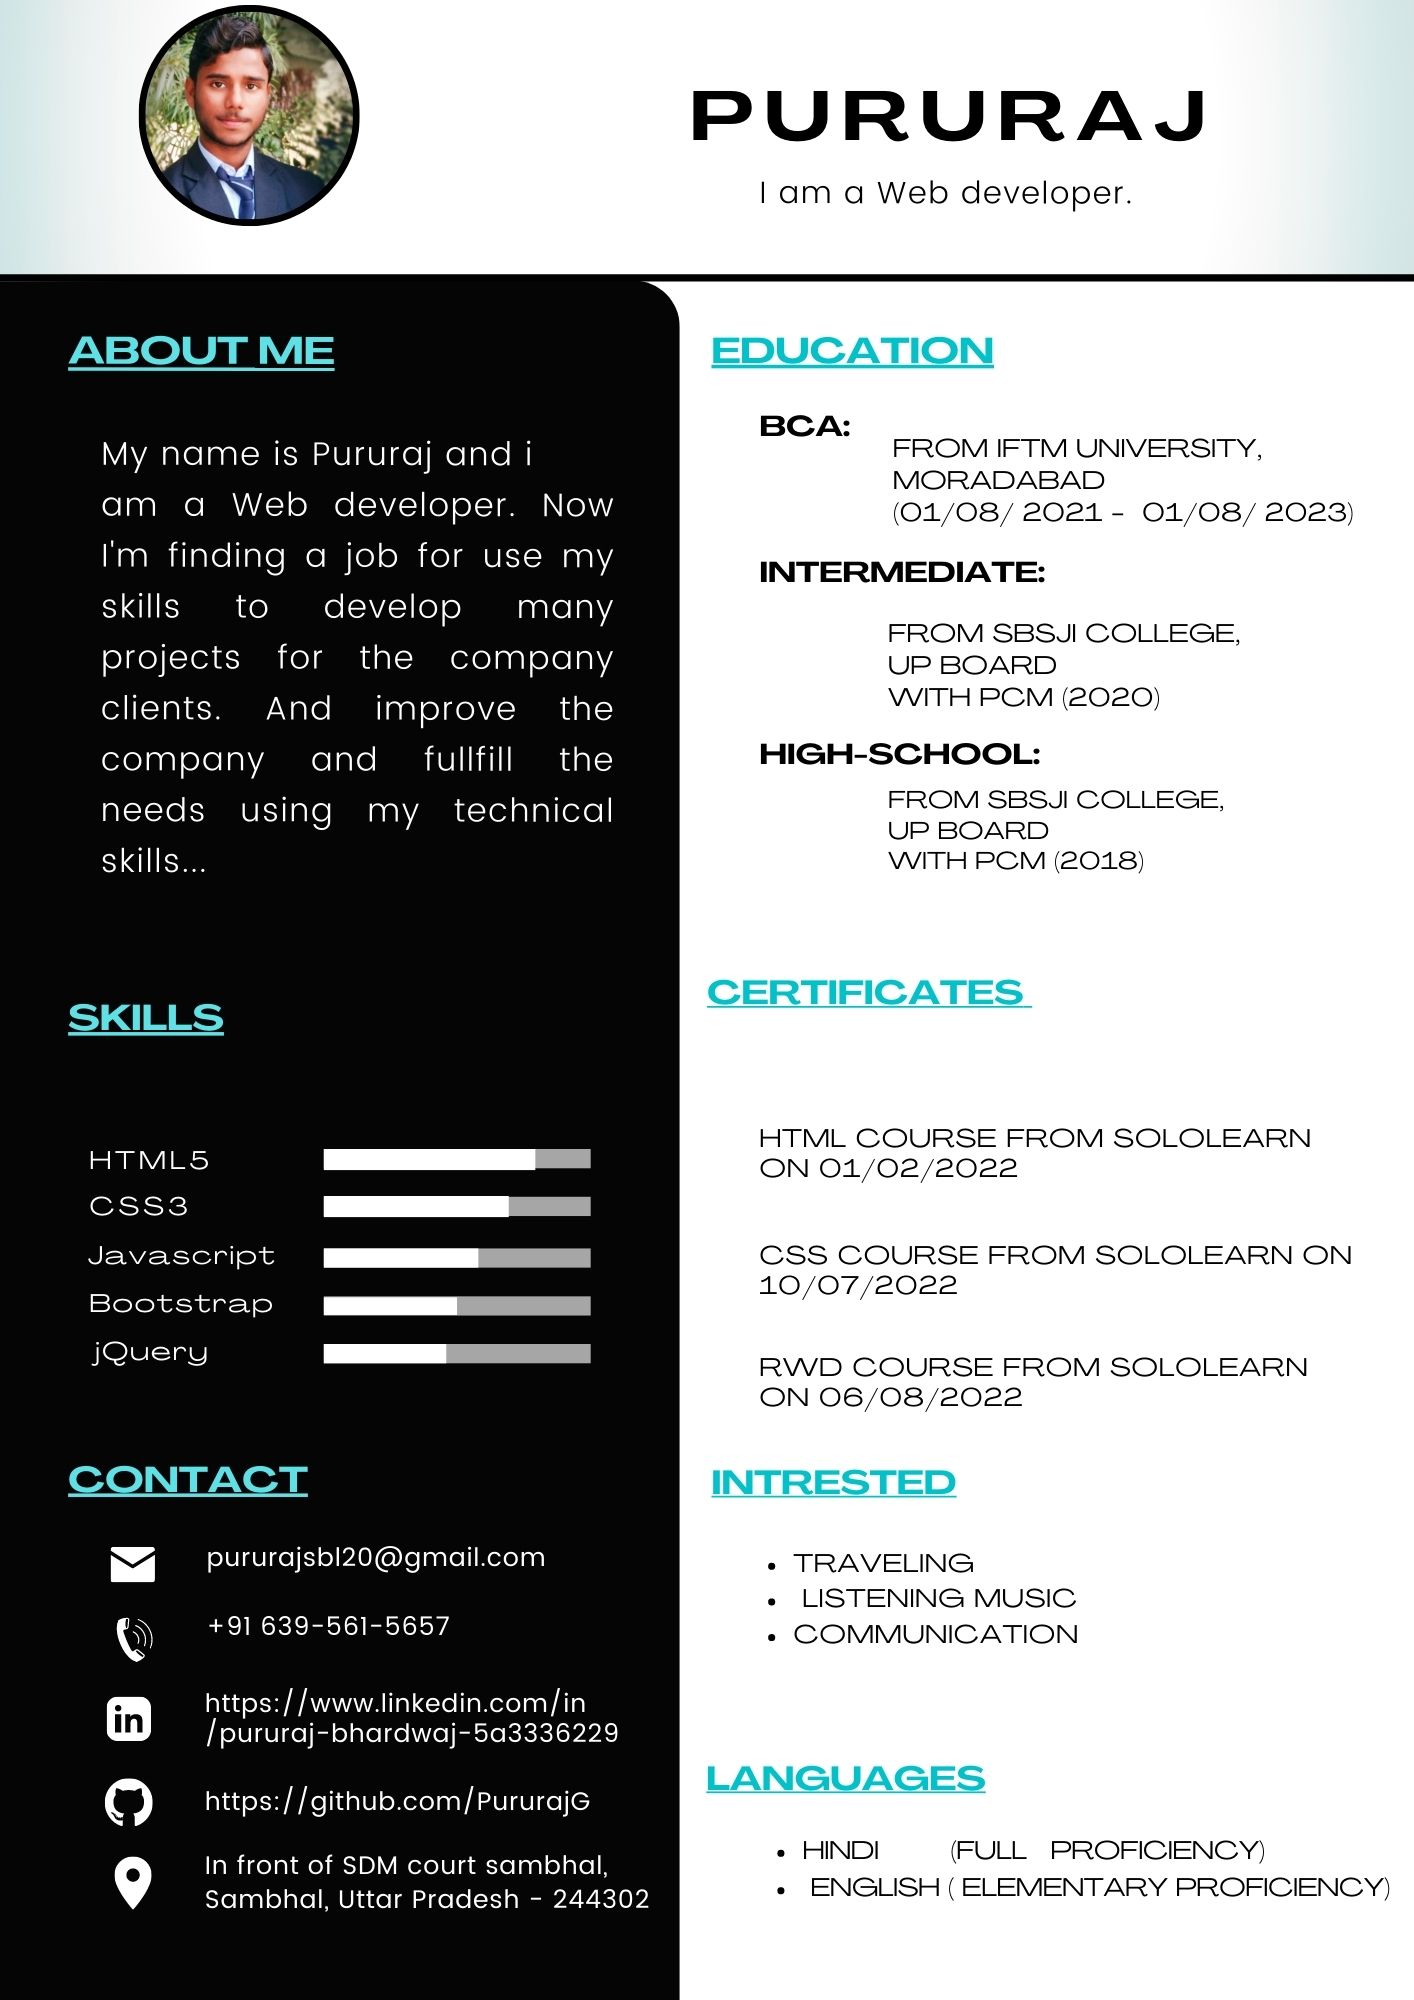 PURURAJ
I am a Web developer.
ABOUT ME
My name is Pururaj and i
am a Web developer. Now
I'm finding a job for use my
skills to develop many
projects for the company
clients. And improve the
company and fullfill the
needs using my technical
skills...
SKILLS
HTML5
CSS3
Javascript
Bootstrap
jQuery
CONTACT
pururajsbl20@gmail.com
+91 639-561-5657
in
https://www.linkedin.com/in
/pururaj-bhardwaj-5a3336229
https://github.com/PururajG
In front of SDM court sambhal,
Sambhal, Uttar Pradesh - 244302
EDUCATION
BCA:
FROM IFTM UNIVERSITY,
MORADABAD
(01/08/ 2021 - 01/08/ 2023)
INTERMEDIATE:
FROM SBSJI COLLEGE,
UP BOARD
WITH PCM (2020)
HIGH-SCHOOL:
FROM SBSJI COLLEGE,
UP BOARD
WITH PCM (2018)
CERTIFICATES
HTML COURSE FROM SOLOLEARN
ON 01/02/2022
CSS COURSE FROM SOLOLEARN ON
10/07/2022
RWD COURSE FROM SOLOLEARN
ON 06/08/2022
INTRESTED
• TRAVELING
• LISTENING MUSIC
• COMMUNICATION
LANGUAGES
• HINDI (FULL PROFICIENCY)
• ENGLISH ( ELEMENTARY PROFICIENCY)